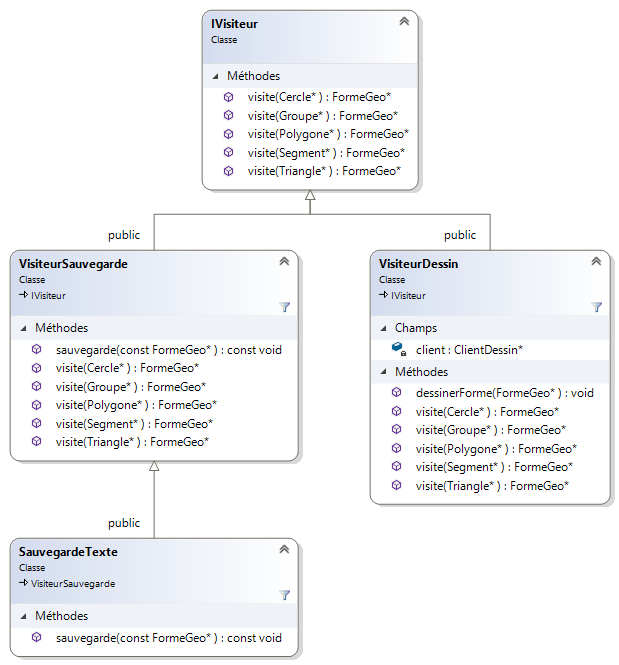 IVisiteur
Classe
Méthodes
visite(Cercle* ) : FormeGeo*
visite(Groupe* ) : FormeGeo*
visite(Polygone* ) : FormeGeo*
visite(Segment* ) : FormeGeo*
visite(Triangle* ) : FormeGeo*
public
public
VisiteurSauvegarde
Classe
IVisiteur
Méthodes
sauvegarde(const FormeGeo* ) : const void
visite(Cercle* ) : FormeGeo*
visite(Groupe* ) : FormeGeo*
visite(Polygone* ) : FormeGeo*
visite(Segment* ) : FormeGeo*
visite(Triangle* ) : FormeGeo*
VisiteurDessin
Classe
IVisiteur
Champs
client : ClientDessin*
Méthodes
dessinerForme(FormeGeo* ) : void
visite(Cercle* ) : FormeGeo*
visite(Groupe* ) : FormeGeo*
visite(Polygone* ) : FormeGeo*
visite(Segment* ) : FormeGeo*
visite(Triangle* ) : FormeGeo*
public
SauvegardeTexte
Classe
VisiteurSauvegarde
Méthodes
sauvegarde(const FormeGeo* ) : const void